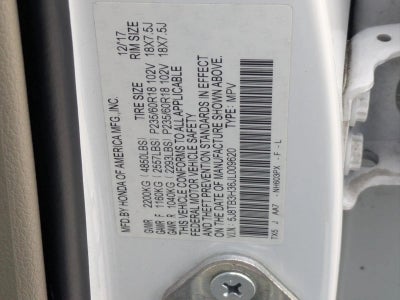 MFD.BY HONDA OF AMERICA MFG.,INC. 12/17
TIRE SIZE RIM SIZE
GVWR 2200KG (4850LBS)
GAWR F 1160KG (2557LBS) P235/60R18 102V 18X7.5J
GAWR R 1040KG (2293LBS) P235/60R18 102V 18X7.5J
THIS VEHICLE CONFORMS TO ALL APPLICABLE
FEDERAL MOTOR VEHICLE SAFETY
AND THEFT PREVENTION STANDARDS IN EFFECT
ON THE DATE OF MANUFACTURE SHOWN ABOVE.
5J8TB3H36JL009620 TYPE: MPV
TX5 J AA7 - NH603PX - F - L